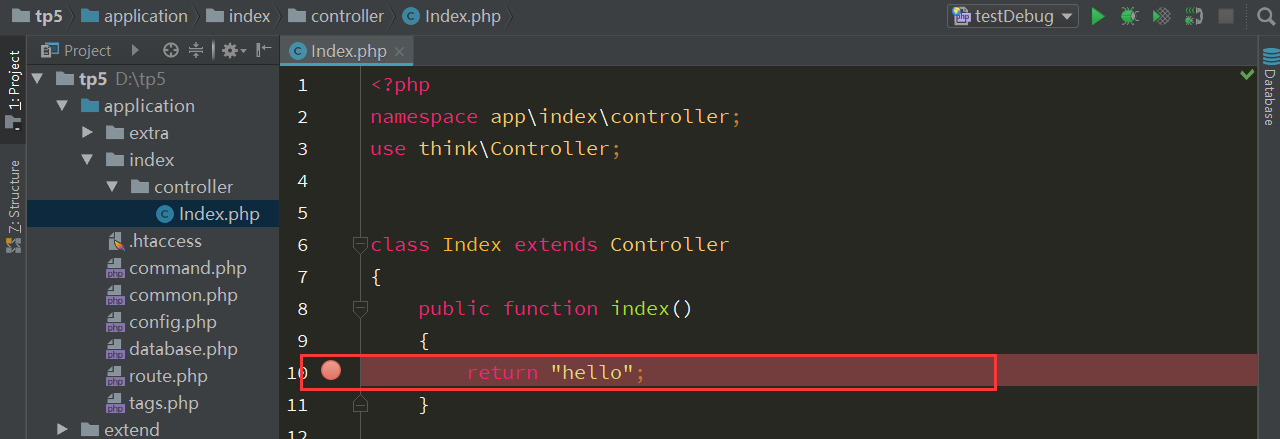 tp5 application index controller Index.php testDebug
Project Index.php
1: Project
7: Structure
Database
tp5 D:\tp5
application
extra
index
controller
Index.php
.htaccess
command.php
common.php
config.php
database.php
route.php
tags.php
extend
1 <?php
2 namespace app\index\controller;
3 use think\Controller;
4
5
6 class Index extends Controller
7 {
8 public function index()
9 {
10 return "hello";
11 }
12